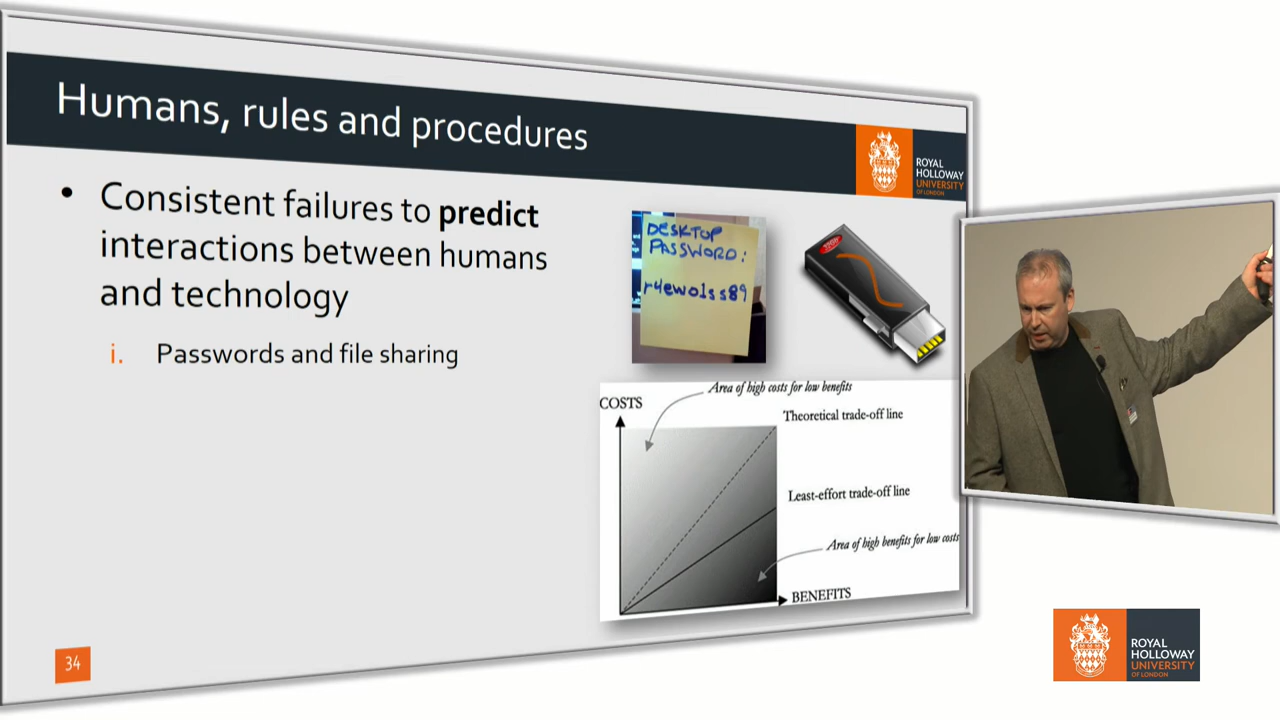 Humans, rules and procedures
ROYAL
HOLLOWAY
UNIVERSITY
OF LONDON
• Consistent failures to predict
interactions between humans
and technology
i. Passwords and file sharing
DESKTOP
PASSWORD:
r4ewo1ss89
COSTS
Area of high costs for low benefits
Theoretical trade-off line
Least-effort trade-off line
Area of high benefits for low costs
BENEFITS
34
ROYAL
HOLLOWAY
UNIVERSITY
OF LONDON